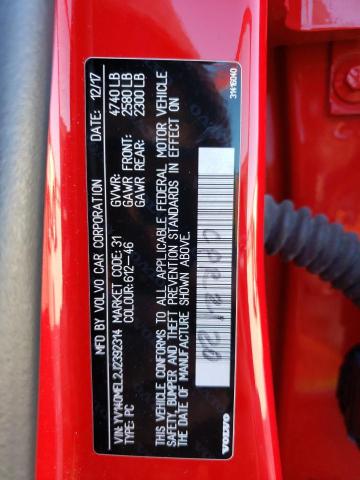 MFD BY VOLVO CAR CORPORATION DATE: 12/17
GVWR: 4740 LB
GAWR FRONT: 2580 LB
GAWR REAR: 2300 LB
VIN: YV140MEL2J2392314 MARKET CODE: 31
TYPE: PC COLOUR: 612-46
THIS VEHICLE CONFORMS TO ALL APPLICABLE FEDERAL MOTOR VEHICLE
SAFETY, BUMPER AND THEFT PREVENTION STANDARDS IN EFFECT ON
THE DATE OF MANUFACTURE SHOWN ABOVE.
VOLVO
31416040